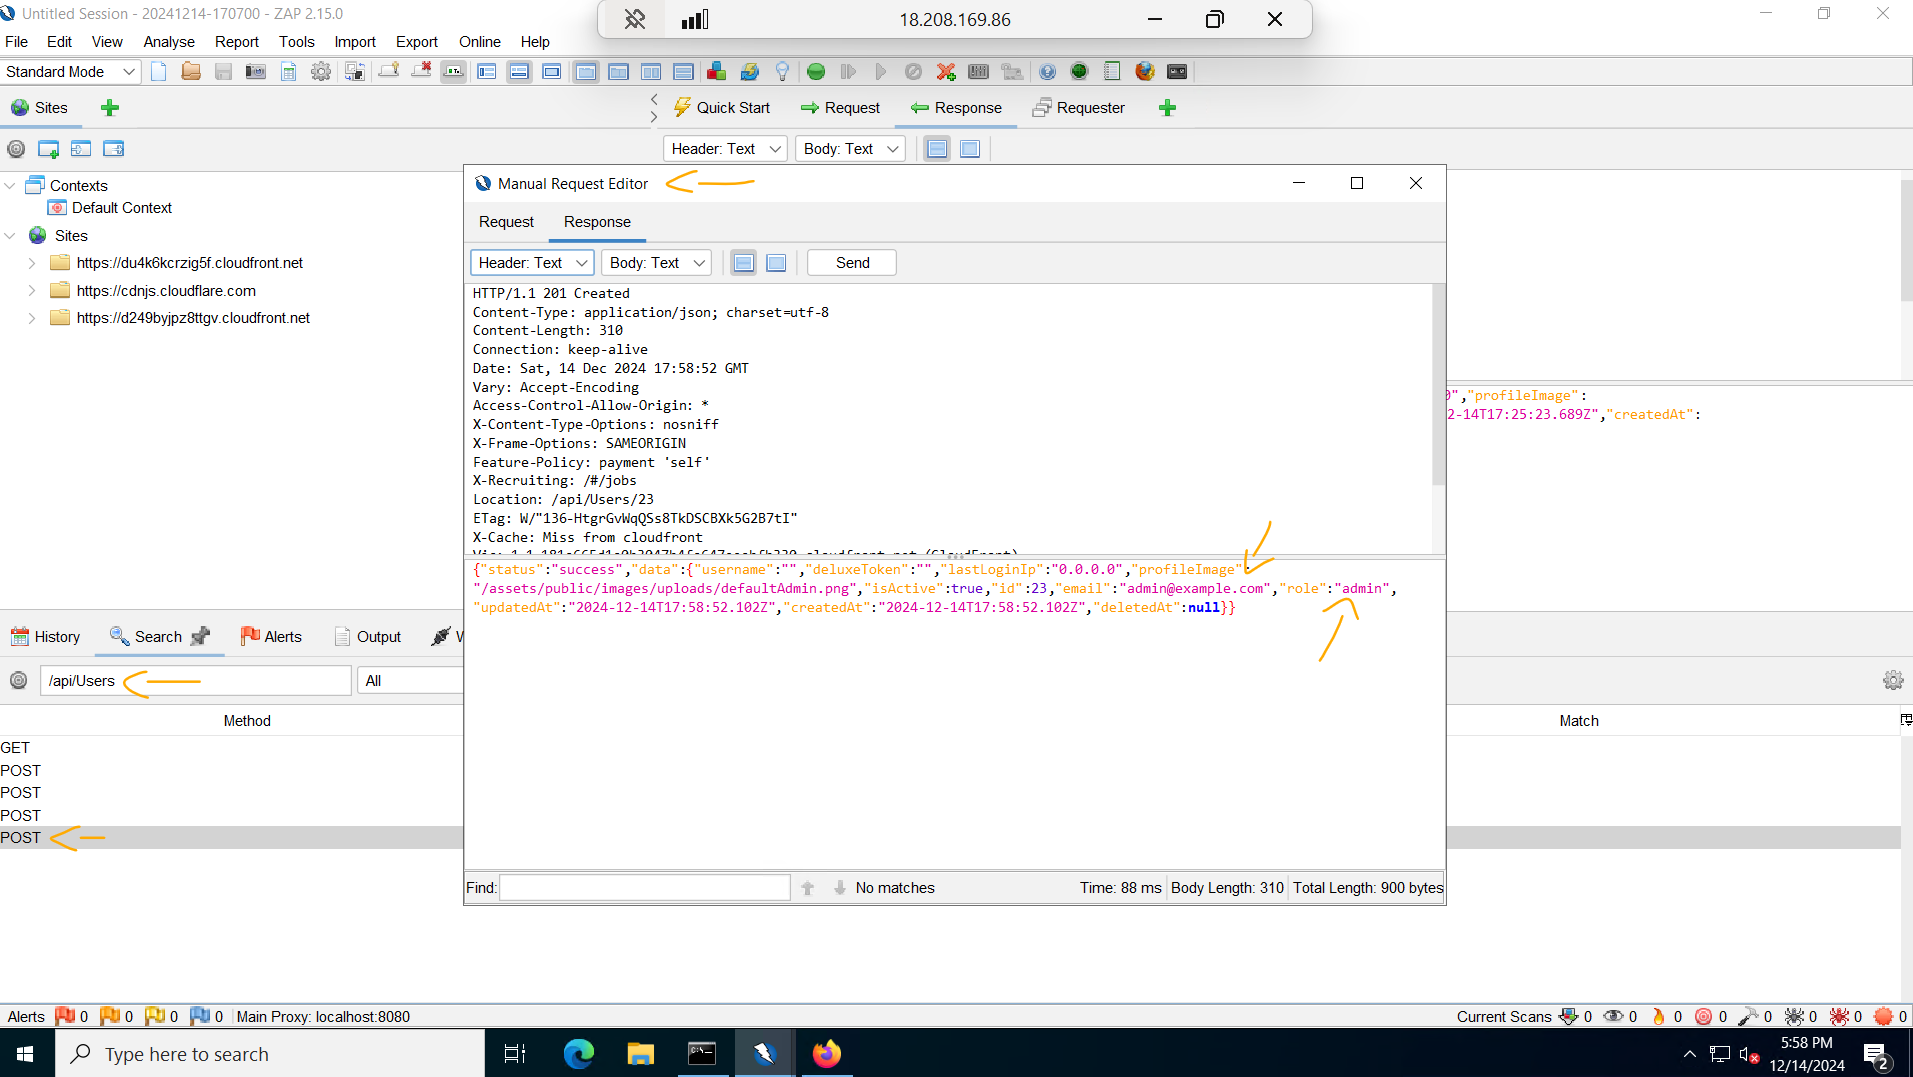 Untitled Session - 20241214-170700 - ZAP 2.15.0
18.208.169.86
File Edit View Analyse Report Tools Import Export Online Help
Standard Mode
Sites
Quick Start Request Response Requester
Header: Text Body: Text
Contexts
Default Context
Sites
https://du4k6kcrzig5f.cloudfront.net
https://cdnjs.cloudflare.com
https://d249byjpz8ttgv.cloudfront.net
Manual Request Editor
Request Response
Header: Text Body: Text Send
HTTP/1.1 201 Created
Content-Type: application/json; charset=utf-8
Content-Length: 310
Connection: keep-alive
Date: Sat, 14 Dec 2024 17:58:52 GMT
Vary: Accept-Encoding
Access-Control-Allow-Origin: *
X-Content-Type-Options: nosniff
X-Frame-Options: SAMEORIGIN
Feature-Policy: payment 'self'
X-Recruiting: /#/jobs
Location: /api/Users/23
ETag: W/"136-HtgrGvWqQSs8TkDSCBXk5G2B7tI"
X-Cache: Miss from cloudfront
{"status":"success","data":{"username":"","deluxeToken":"","lastLoginIp":"0.0.0.0","profileImage":
"/assets/public/images/uploads/defaultAdmin.png","isActive":true,"id":23,"email":"admin@example.com","role":"admin",
"updatedAt":"2024-12-14T17:58:52.102Z","createdAt":"2024-12-14T17:58:52.102Z","deletedAt":null}}
","profileImage":
2-14T17:25:23.689Z","createdAt":
Find: No matches Time: 88 ms Body Length: 310 Total Length: 900 bytes
History Search Alerts Output W
/api/Users All
Method Match
GET
POST
POST
POST
POST
Alerts 0 0 0 0 Main Proxy: localhost:8080
Current Scans 0 0 0 0 0 0 0 0
Type here to search
5:58 PM
12/14/2024
2